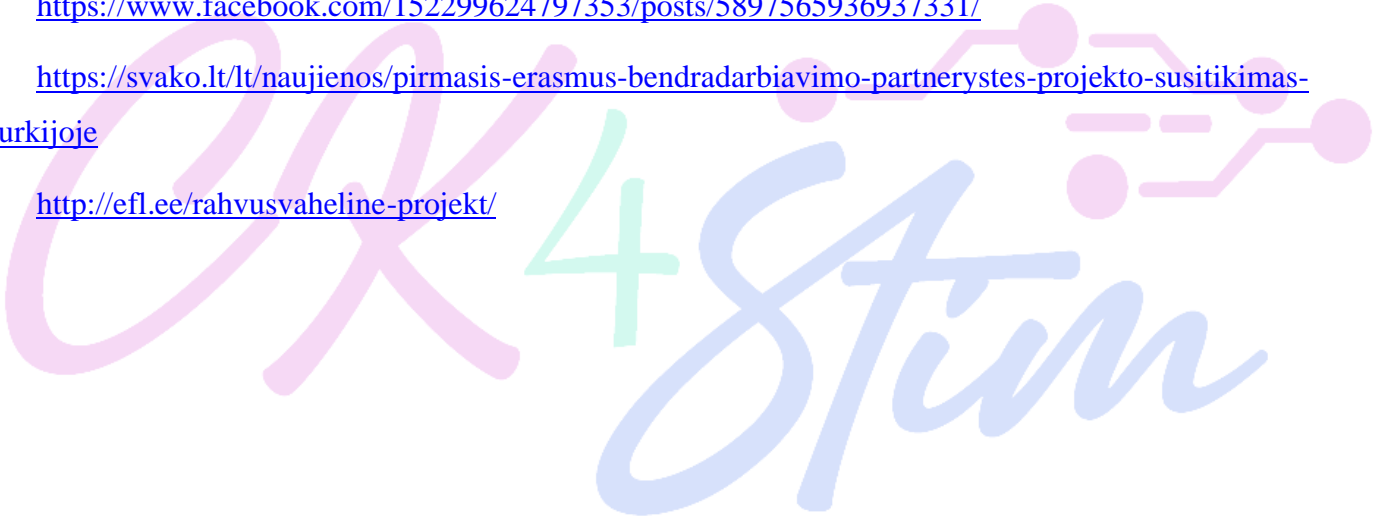 https://www.facebook.com/152299624797353/posts/5897565936937331/
https://svako.lt/lt/naujienos/pirmasis-erasmus-bendradarbiavimo-partnerystes-projekto-susitikimas-
urkijoje
http://efl.ee/rahvusvaheline-projekt/
CK4Stim